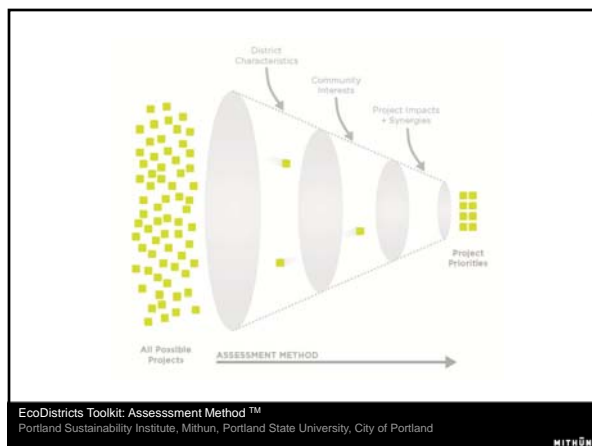 District
Characteristics
Community
Interests
Project Impacts
+ Synergies
Project
Priorities
All Possible
Projects
ASSESSMENT METHOD
EcoDistricts Toolkit: Assesssment Method ™
Portland Sustainability Institute, Mithun, Portland State University, City of Portland
MITHŪN